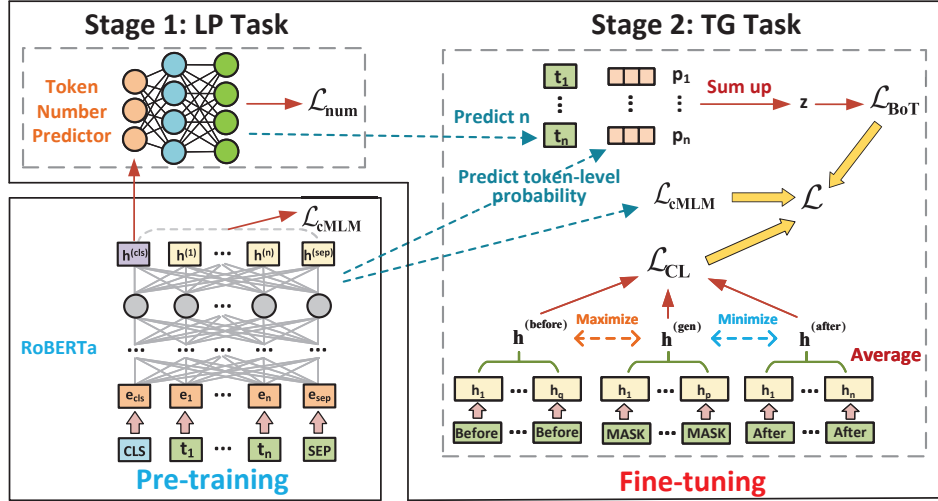 Stage 1: LP Task
Stage 2: TG Task
Token
Number
Predictor
ℒnum
t1 p1
Sum up
z
ℒBoT
⋮ ⋮ ⋮
Predict n
tn pn
Predict token-level
probability
ℒcMLM
ℒ
ℒcMLM
h(cls) h(1) ... h(n) h(sep)
...
RoBERTa
... ... ... ...
ecls e1 ... en esep
CLS t1 ... tn SEP
Pre-training
ℒCL
h(before) Maximize h(gen) Minimize h(after)
Average
h1 ... hq h1 ... hp h1 ... hn
Before ... Before MASK ... MASK After ... After
Fine-tuning